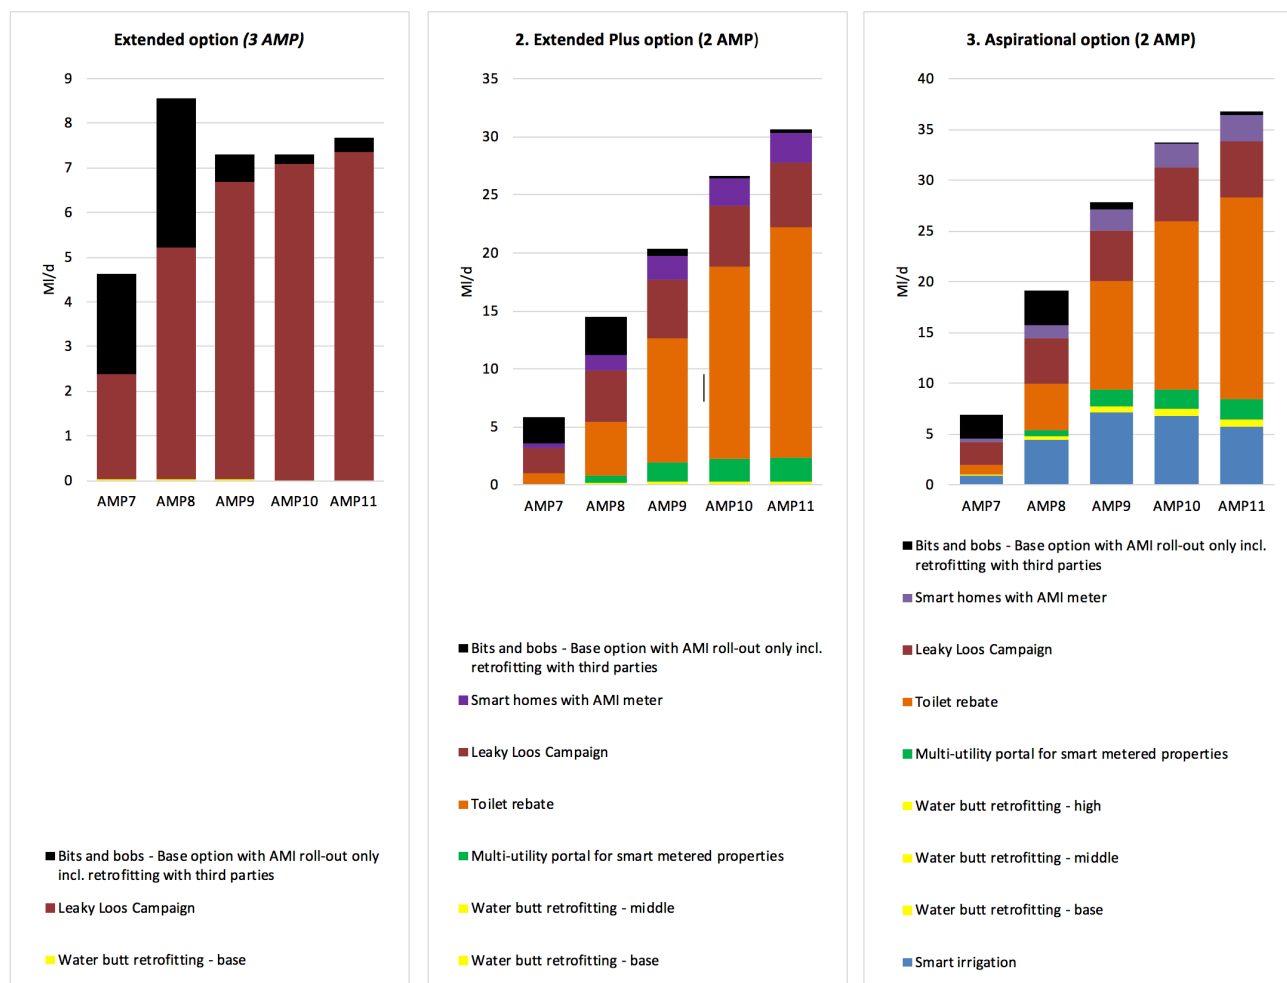 Extended option (3 AMP)
9
8
7
6
5
4
3
2
1
0
Ml/d
AMP7 AMP8 AMP9 AMP10 AMP11
Bits and bobs - Base option with AMI roll-out only
incl. retrofitting with third parties
Leaky Loos Campaign
Water butt retrofitting - base
2. Extended Plus option (2 AMP)
35
30
25
20
15
10
5
0
Ml/d
AMP7 AMP8 AMP9 AMP10 AMP11
Bits and bobs - Base option with AMI roll-out only incl.
retrofitting with third parties
Smart homes with AMI meter
Leaky Loos Campaign
Toilet rebate
Multi-utility portal for smart metered properties
Water butt retrofitting - middle
Water butt retrofitting - base
3. Aspirational option (2 AMP)
40
35
30
25
20
15
10
5
0
Ml/d
AMP7 AMP8 AMP9 AMP10 AMP11
Bits and bobs - Base option with AMI roll-out only incl.
retrofitting with third parties
Smart homes with AMI meter
Leaky Loos Campaign
Toilet rebate
Multi-utility portal for smart metered properties
Water butt retrofitting - high
Water butt retrofitting - middle
Water butt retrofitting - base
Smart irrigation